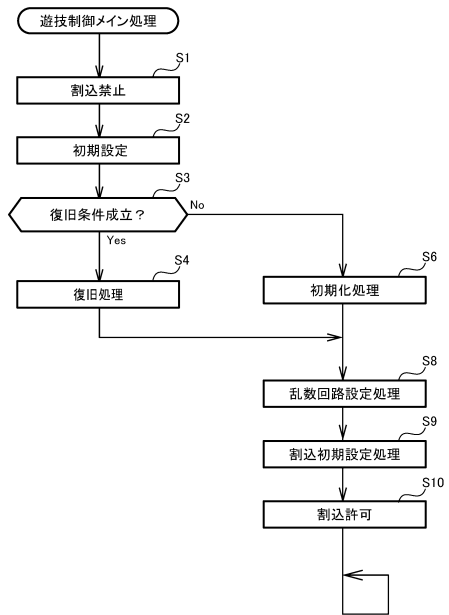 遊技制御メイン処理
S1
割込禁止
S2
初期設定
S3
復旧条件成立？
No
Yes
S4
復旧処理
S6
初期化処理
S8
乱数回路設定処理
S9
割込初期設定処理
S10
割込許可